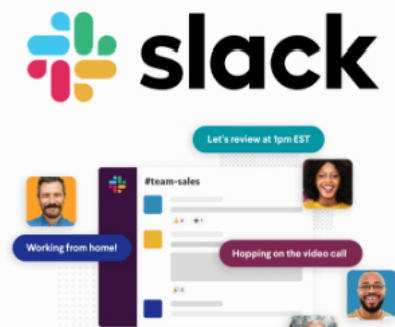 slack
Let's review at 1pm EST
#team-sales
Working from home!
Hopping on the video call